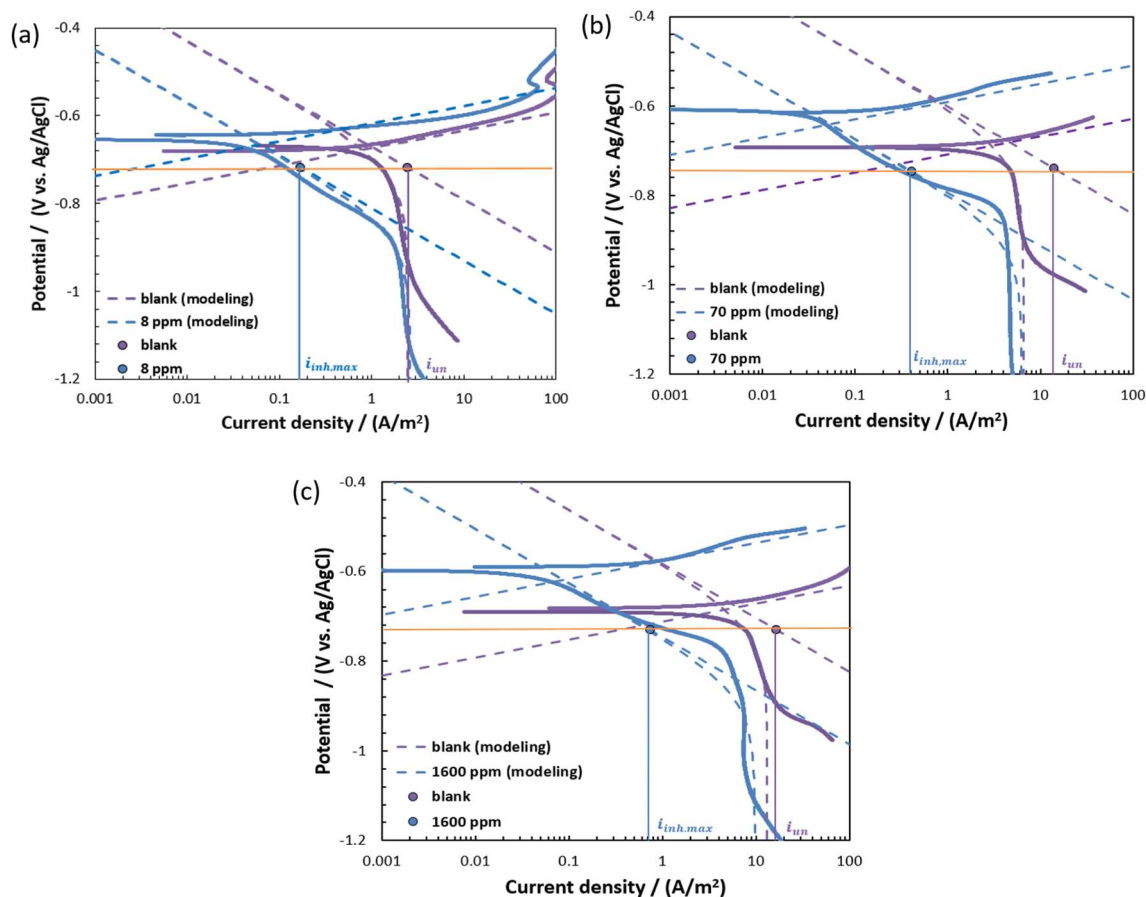 (a)
Potential / (V vs. Ag/AgCl)
-0.4
-0.6
-0.8
-1
-1.2
blank (modeling)
8 ppm (modeling)
blank
8 ppm
i_inh,max
i_un
0.001
0.01
0.1
1
10
100
Current density / (A/m²)
(b)
Potential / (V vs. Ag/AgCl)
-0.4
-0.6
-0.8
-1
-1.2
blank (modeling)
70 ppm (modeling)
blank
70 ppm
i_inh,max
i_un
0.001
0.01
0.1
1
10
100
Current density / (A/m²)
(c)
Potential / (V vs. Ag/AgCl)
-0.4
-0.6
-0.8
-1
-1.2
blank (modeling)
1600 ppm (modeling)
blank
1600 ppm
i_inh.max
i_un
0.001
0.01
0.1
1
10
100
Current density / (A/m²)